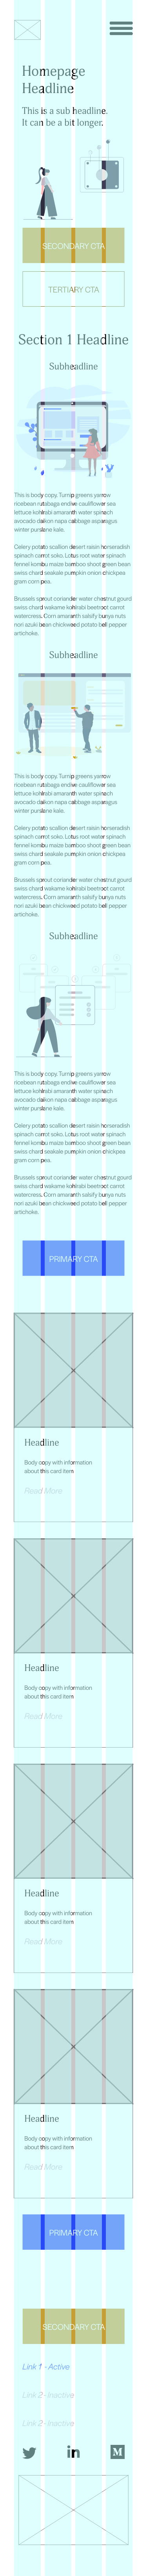 Homepage
Headline
This is a sub headline.
It can be a bit longer.
SECONDARY CTA
TERTIARY CTA
Section 1 Headline
Subheadline
This is body copy. Turnip greens yarrow
ricebean rutabaga endive cauliflower sea
lettuce kohlrabi amaranth water spinach
avocado daikon napa cabbage asparagus
winter purslane kale.
Celery potato scallion desert raisin horseradish
spinach carrot soko. Lotus root water spinach
fennel kombu maize bamboo shoot green bean
swiss chard seakale pumpkin onion chickpea
gram corn pea.
Brussels sprout coriander water chestnut gourd
swiss chard wakame kohlrabi beetroot carrot
watercress. Corn amaranth salsify bunya nuts
nori azuki bean chickweed potato bell pepper
artichoke.
Subheadline
This is body copy. Turnip greens yarrow
ricebean rutabaga endive cauliflower sea
lettuce kohlrabi amaranth water spinach
avocado daikon napa cabbage asparagus
winter purslane kale.
Celery potato scallion desert raisin horseradish
spinach carrot soko. Lotus root water spinach
fennel kombu maize bamboo shoot green bean
swiss chard seakale pumpkin onion chickpea
gram corn pea.
Brussels sprout coriander water chestnut gourd
swiss chard wakame kohlrabi beetroot carrot
watercress. Corn amaranth salsify bunya nuts
nori azuki bean chickweed potato bell pepper
artichoke.
Subheadline
This is body copy. Turnip greens yarrow
ricebean rutabaga endive cauliflower sea
lettuce kohlrabi amaranth water spinach
avocado daikon napa cabbage asparagus
winter purslane kale.
Celery potato scallion desert raisin horseradish
spinach carrot soko. Lotus root water spinach
fennel kombu maize bamboo shoot green bean
swiss chard seakale pumpkin onion chickpea
gram corn pea.
Brussels sprout coriander water chestnut gourd
swiss chard wakame kohlrabi beetroot carrot
watercress. Corn amaranth salsify bunya nuts
nori azuki bean chickweed potato bell pepper
artichoke.
PRIMARY CTA
Headline
Body copy with information
about this card item
Read More
Headline
Body copy with information
about this card item
Read More
Headline
Body copy with information
about this card item
Read More
Headline
Body copy with information
about this card item
Read More
PRIMARY CTA
SECONDARY CTA
Link 1 - Active
Link 2 - Inactive
Link 2 - Inactive
in
M